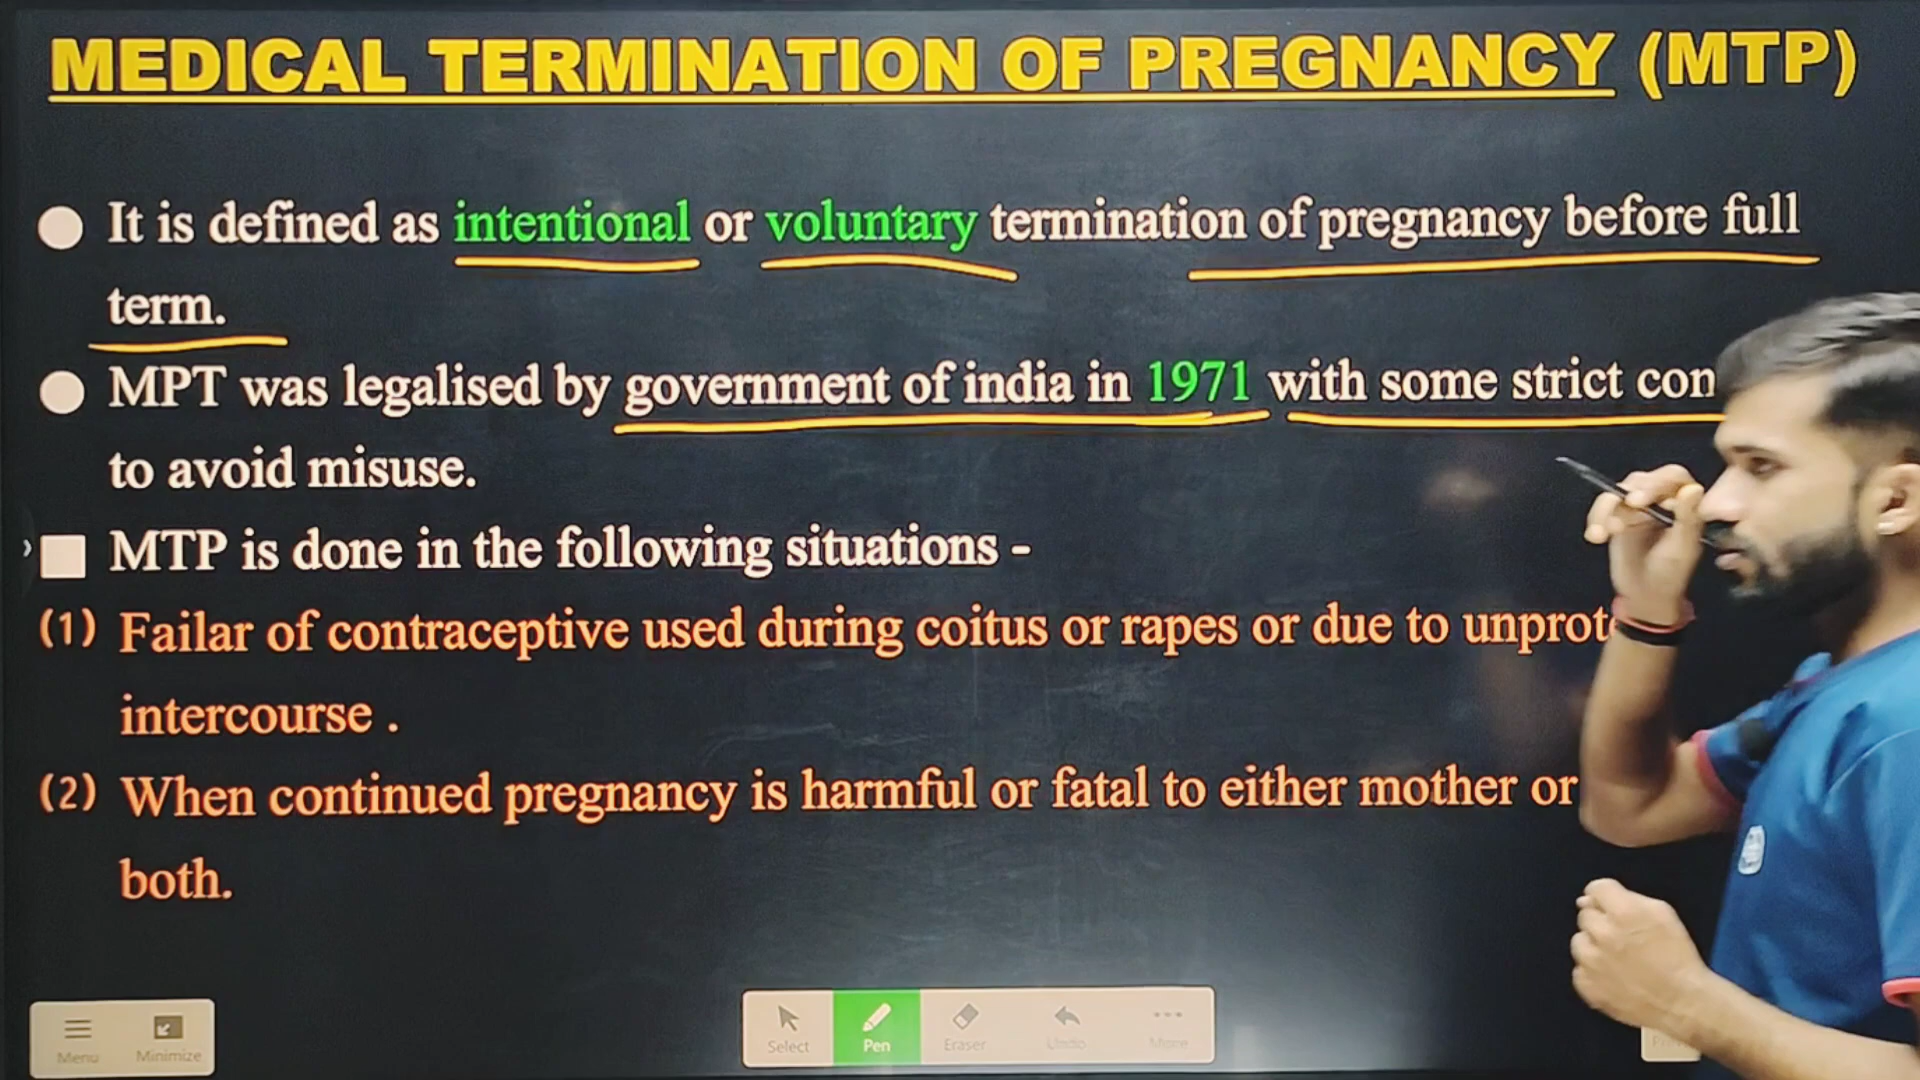 MEDICAL TERMINATION OF PREGNANCY (MTP)
It is defined as intentional or voluntary termination of pregnancy before full
term.
MPT was legalised by government of india in 1971 with some strict con
to avoid misuse.
MTP is done in the following situations -
(1) Failar of contraceptive used during coitus or rapes or due to unprot
intercourse .
(2) When continued pregnancy is harmful or fatal to either mother or
both.
Menu Minimize Select Pen Eraser Undo More